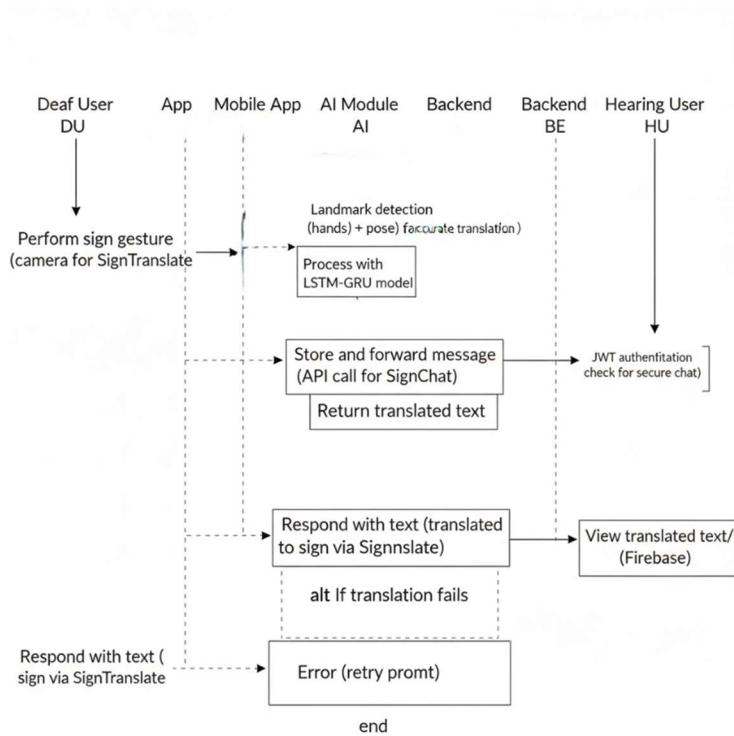 Deaf User
DU
App
Mobile App
AI Module
AI
Backend
Backend
BE
Hearing User
HU
Landmark detection
(hands) + pose) faccurate translation)
Perform sign gesture
(camera for SignTranslate
Process with
LSTM-GRU model
Store and forward message
(API call for SignChat)
JWT authentitation
check for secure chat)
Return translated text
Respond with text (translated
to sign via Signnslate)
View translated text/
(Firebase)
alt If translation fails
Respond with text (
sign via SignTranslate
Error (retry promt)
end